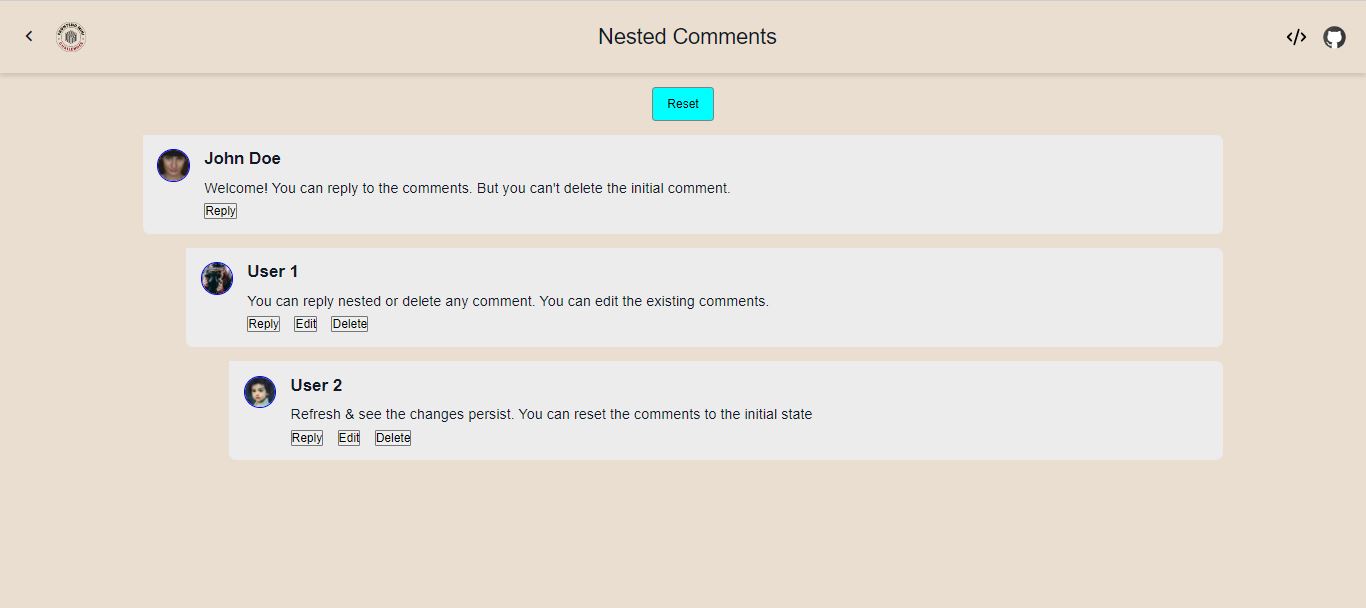 Nested Comments
Reset
John Doe
Welcome! You can reply to the comments. But you can't delete the initial comment.
Reply
User 1
You can reply nested or delete any comment. You can edit the existing comments.
Reply Edit Delete
User 2
Refresh & see the changes persist. You can reset the comments to the initial state
Reply Edit Delete